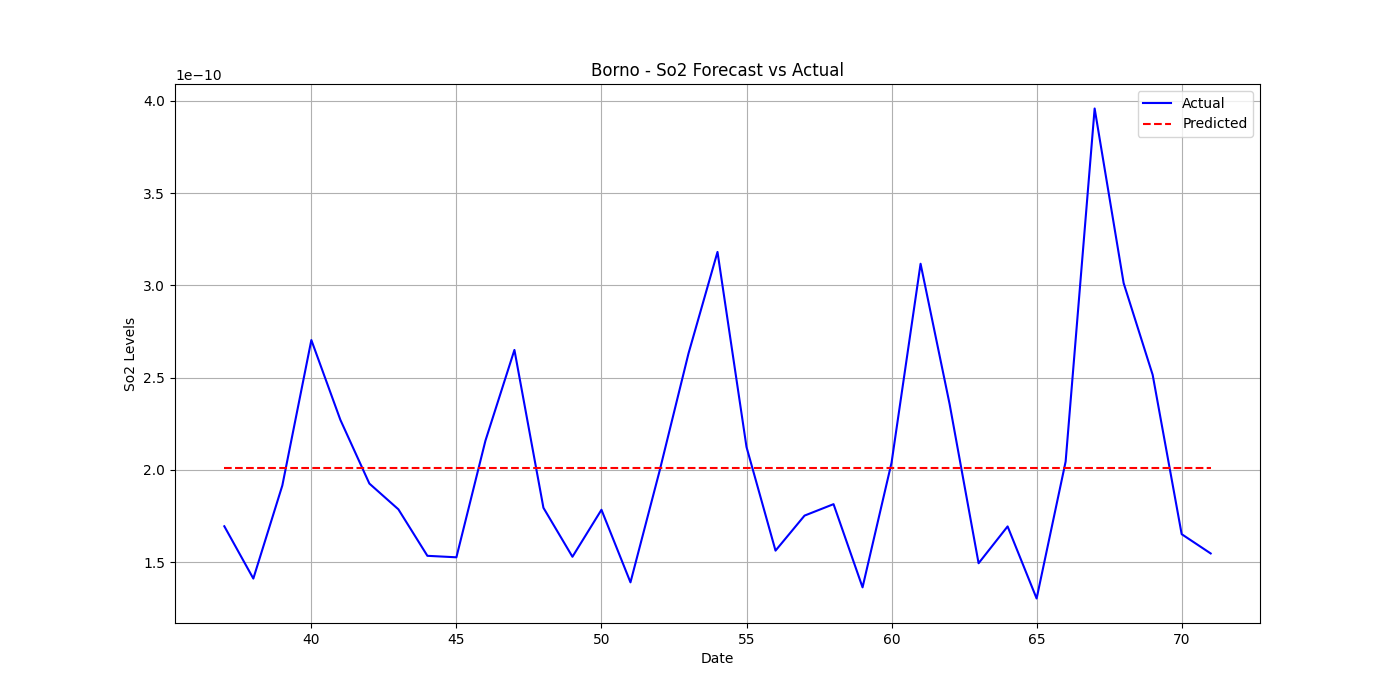 Borno - So2 Forecast vs Actual
1e−10
4.0
3.5
3.0
2.5
2.0
1.5
So2 Levels
Actual
Predicted
40 45 50 55 60 65 70
Date